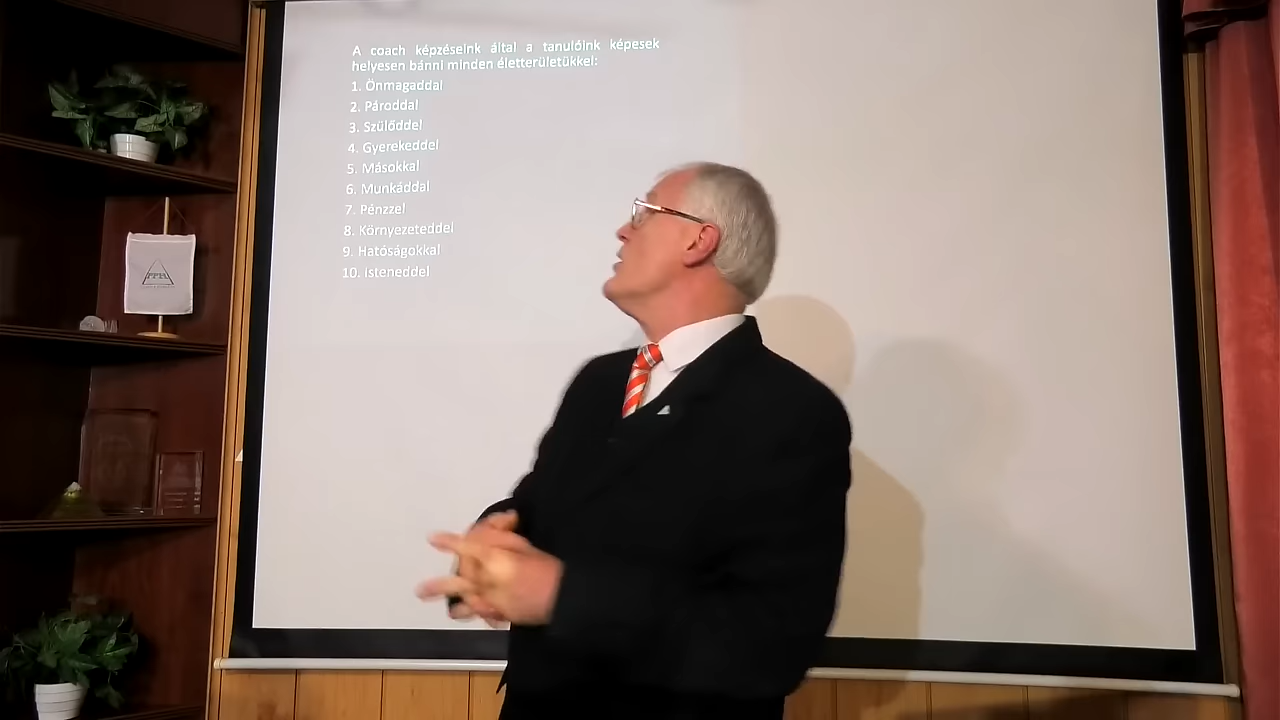 A coach képzéseink által a tanulóink képesek
helyesen bánni minden életterületükkel:
1. Önmagaddal
2. Pároddal
3. Szülőddel
4. Gyerekeddel
5. Másokkal
6. Munkáddal
7. Pénzzel
8. Környezeteddel
9. Hatóságokkal
10. Isteneddel